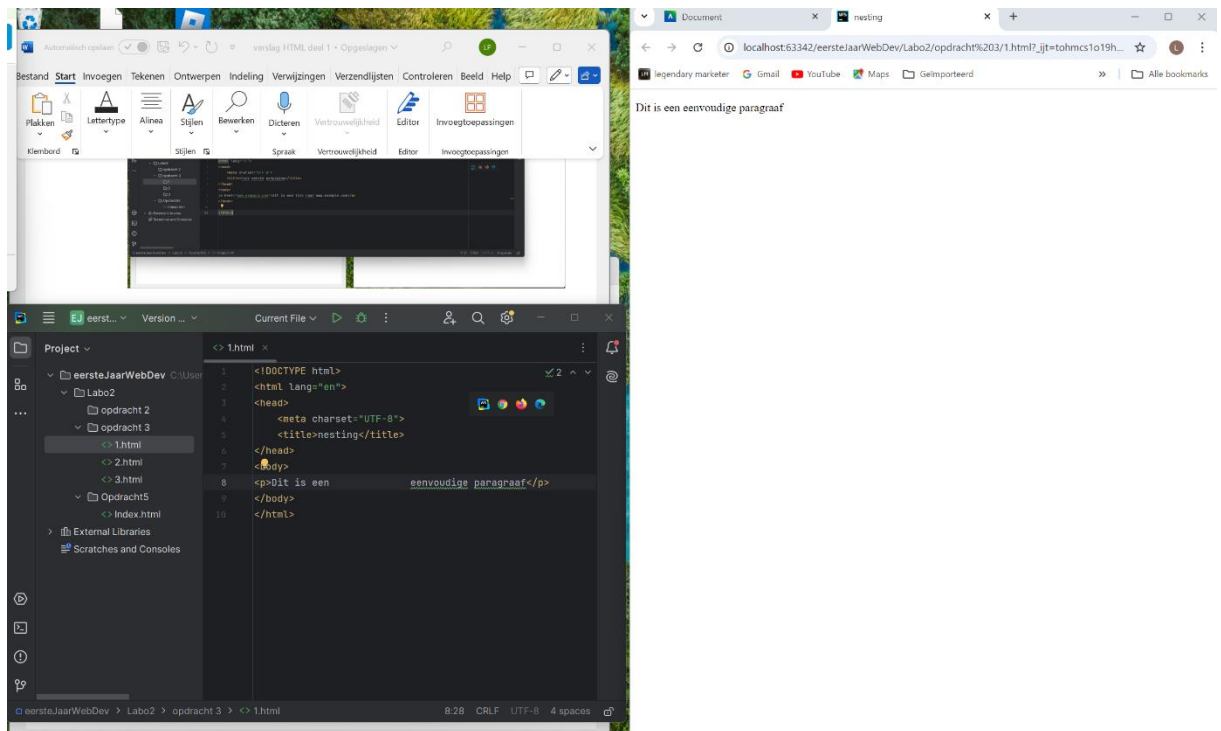 Automatisch opslaan
verslag HTML deel 1 • Opgeslagen
LP
Bestand Start Invoegen Tekenen Ontwerpen Indeling Verwijzingen Verzendlijsten Controleren Beeld Help
Plakken
Lettertype
Alinea
Stijlen
Bewerken
Dicteren
Vertrouwelijkheid
Editor
Invoegtoepassingen
Klembord
Stijlen
Spraak
Vertrouwelijkheid
Editor
Invoegtoepassingen
EJ eerst... Version ... Current File
Project
eersteJaarWebDev C:\User
Labo2
opdracht 2
opdracht 3
<> 1.html
<> 2.html
<> 3.html
Opdracht5
<> Index.html
External Libraries
Scratches and Consoles
<> 1.html
2
1 <!DOCTYPE html>
2 <html lang="en">
3 <head>
4 <meta charset="UTF-8">
5 <title>nesting</title>
6 </head>
7 <body>
8 <p>Dit is een eenvoudige paragraaf</p>
9 </body>
10 </html>
eersteJaarWebDev > Labo2 > opdracht 3 > <> 1.html
8:28 CRLF UTF-8 4 spaces
Document
nesting
localhost:63342/eersteJaarWebDev/Labo2/opdracht%203/1.html?_ijt=tohmcs1o19h...
L
legendary marketer Gmail YouTube Maps Geïmporteerd » Alle bookmarks
Dit is een eenvoudige paragraaf